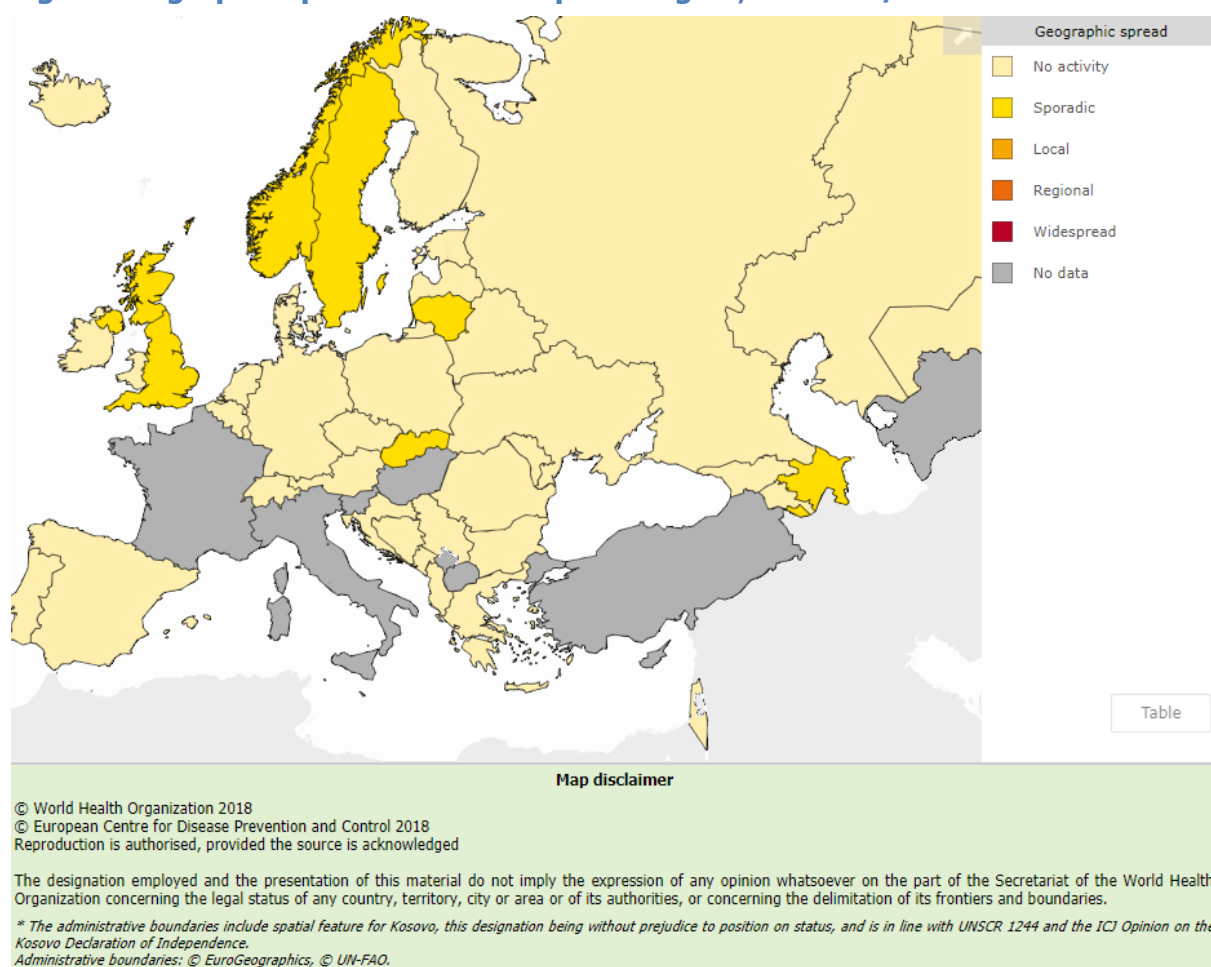 Geographic spread
No activity
Sporadic
Local
Regional
Widespread
No data
Table
Map disclaimer
© World Health Organization 2018
© European Centre for Disease Prevention and Control 2018
Reproduction is authorised, provided the source is acknowledged
The designation employed and the presentation of this material do not imply the expression of any opinion whatsoever on the part of the Secretariat of the World Health
Organization concerning the legal status of any country, territory, city or area or of its authorities, or concerning the delimitation of its frontiers and boundaries.
* The administrative boundaries include spatial feature for Kosovo, this designation being without prejudice to position on status, and is in line with UNSCR 1244 and the ICJ Opinion on the
Kosovo Declaration of Independence.
Administrative boundaries: © EuroGeographics, © UN-FAO.